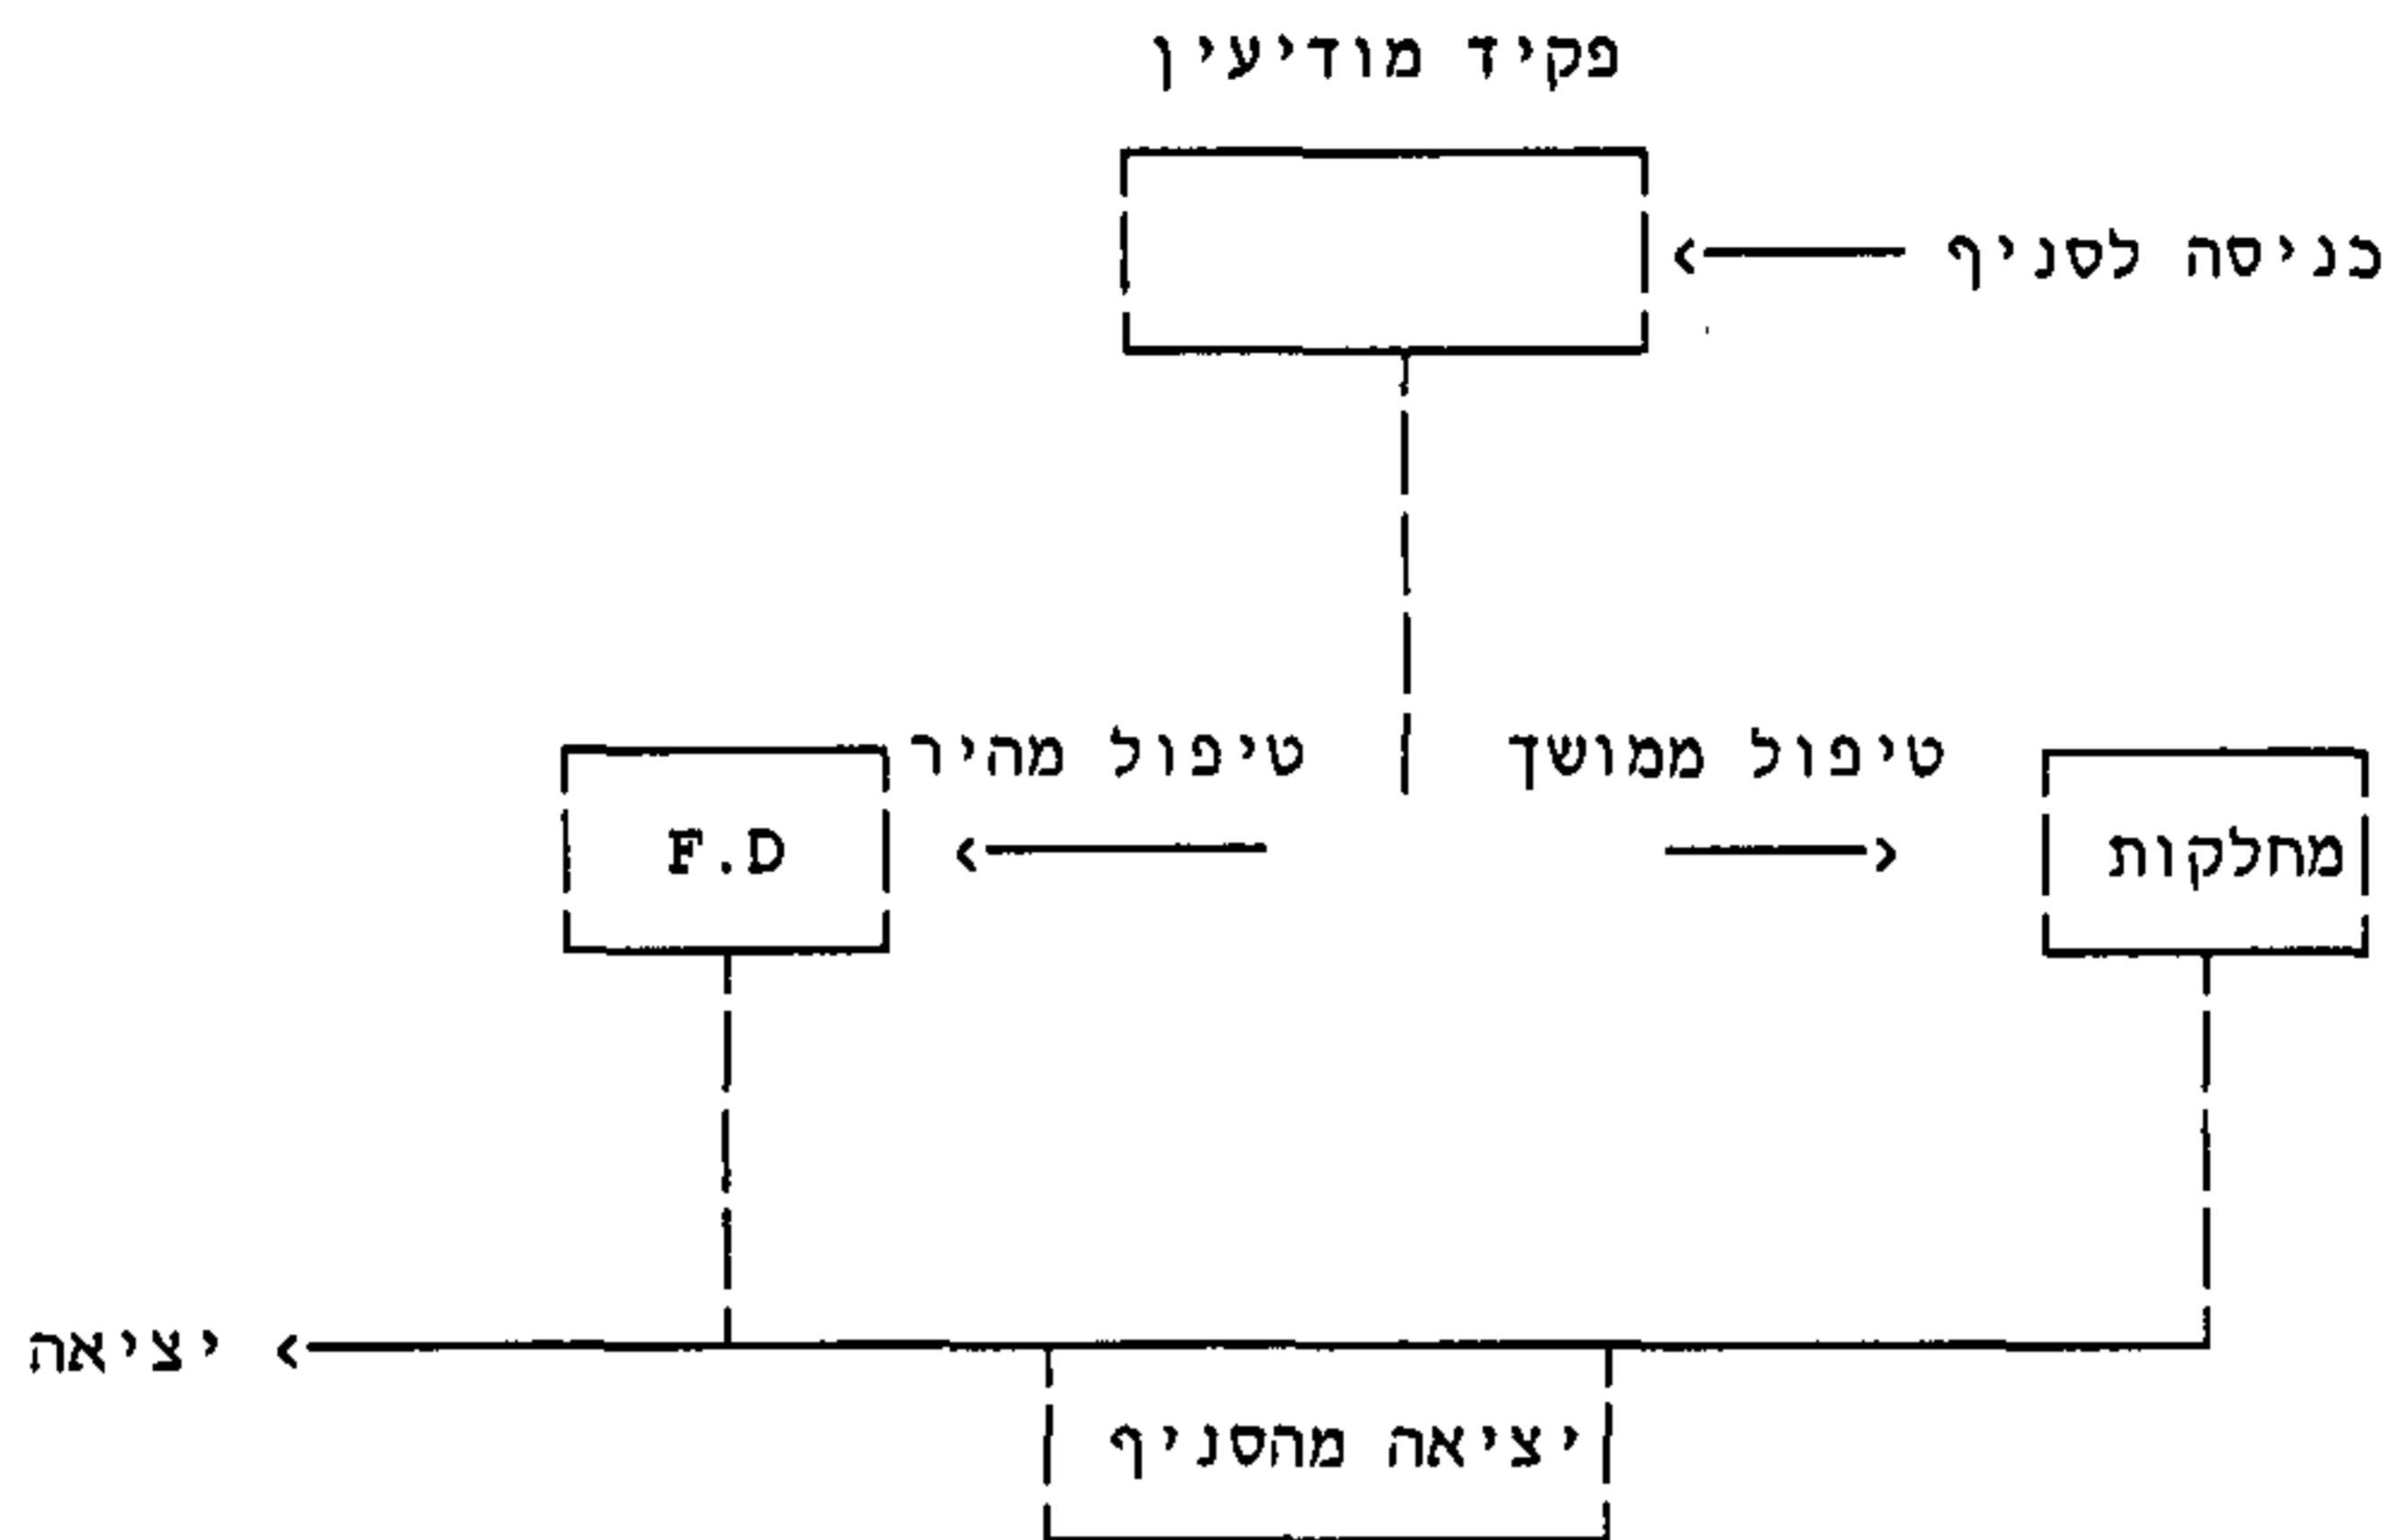 פקיד מודיעין
כניסה לסניף
טיפול ממושך
טיפול מהיר
מחלקות
F.D
יציאה
יציאה מהסניף